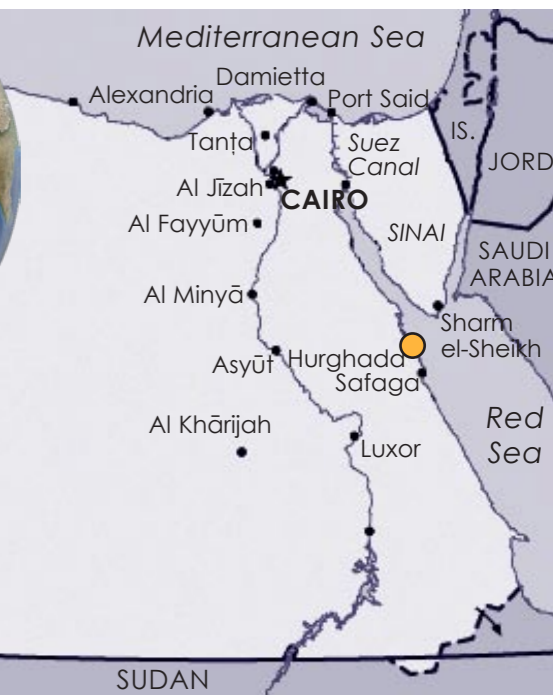 Mediterranean Sea
Damietta
Alexandria
Port Said
IS.
Tanṭa
Suez
Canal
JORD
Al Jīzah
CAIRO
Al Fayyūm
SINAI
SAUDI
ARABIA
Al Minyā
Sharm
el-Sheikh
Asyūt
Hurghada
Safaga
Al Khārijah
Luxor
Red
Sea
SUDAN